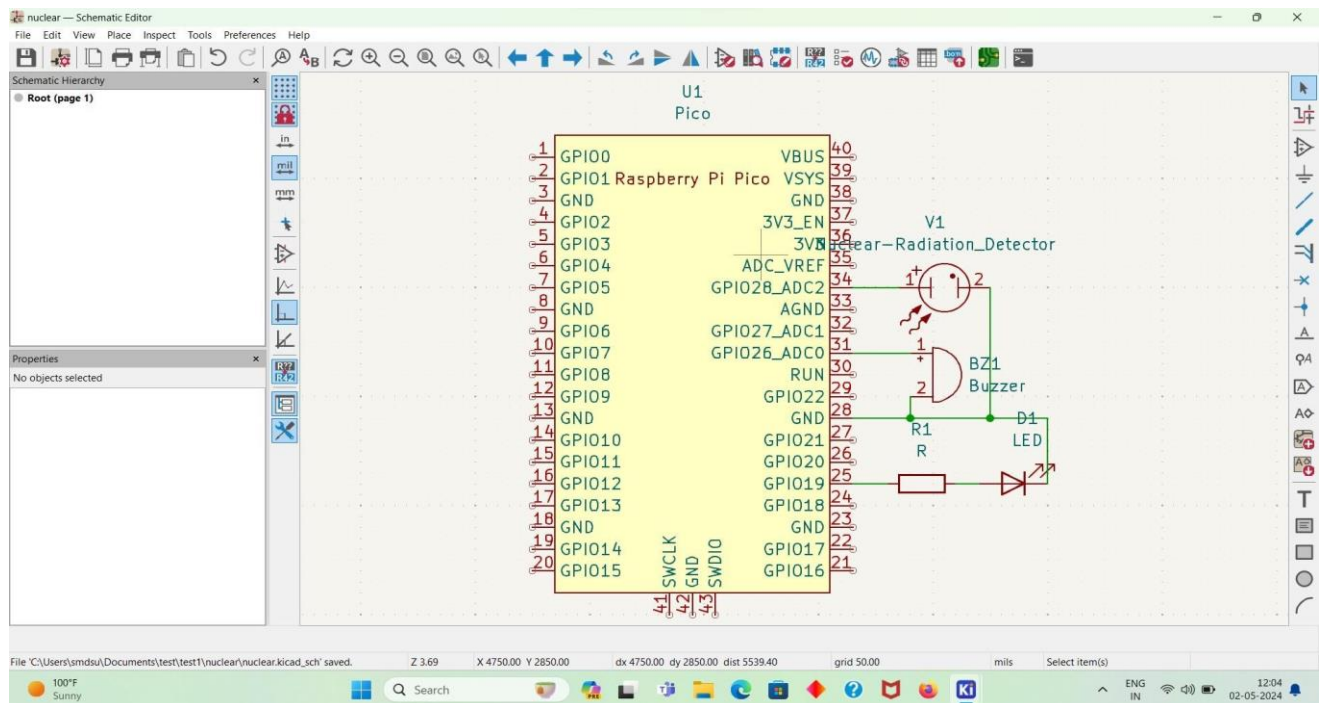 nuclear — Schematic Editor
File Edit View Place Inspect Tools Preferences Help
Schematic Hierarchy
Root (page 1)
in
mil
mm
Properties
No objects selected
U1
Pico
Raspberry Pi Pico
1 GPIO0
2 GPIO1
3 GND
4 GPIO2
5 GPIO3
6 GPIO4
7 GPIO5
8 GND
9 GPIO6
10 GPIO7
11 GPIO8
12 GPIO9
13 GND
14 GPIO10
15 GPIO11
16 GPIO12
17 GPIO13
18 GND
19 GPIO14
20 GPIO15
VBUS 40
VSYS 39
GND 38
3V3_EN 37
3V3 36
ADC_VREF 35
GPIO28_ADC2 34
AGND 33
GPIO27_ADC1 32
GPIO26_ADC0 31
RUN 30
GPIO22 29
GND 28
GPIO21 27
GPIO20 26
GPIO19 25
GPIO18 24
GND 23
GPIO17 22
GPIO16 21
SWCLK 41
GND 42
SWDIO 43
V1
Nuclear-Radiation_Detector
1 + 2
1
+
BZ1
Buzzer
2
R1
R
D1
LED
File 'C:\Users\smdsu\Documents\test\test1\nuclear\nuclear.kicad_sch' saved.
Z 3.69
X 4750.00 Y 2850.00
dx 4750.00 dy 2850.00 dist 5539.40
grid 50.00
mils
Select item(s)
100°F
Sunny
Search
Ki
ENG
IN
12:04
02-05-2024